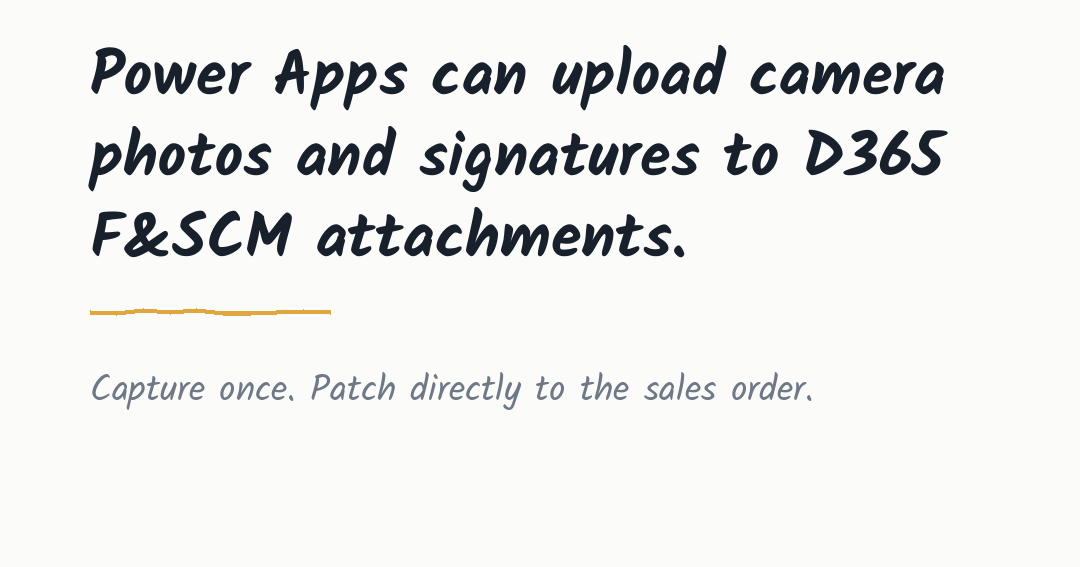 Power Apps can upload camera
photos and signatures to D365
F&SCM attachments.
Capture once. Patch directly to the sales order.